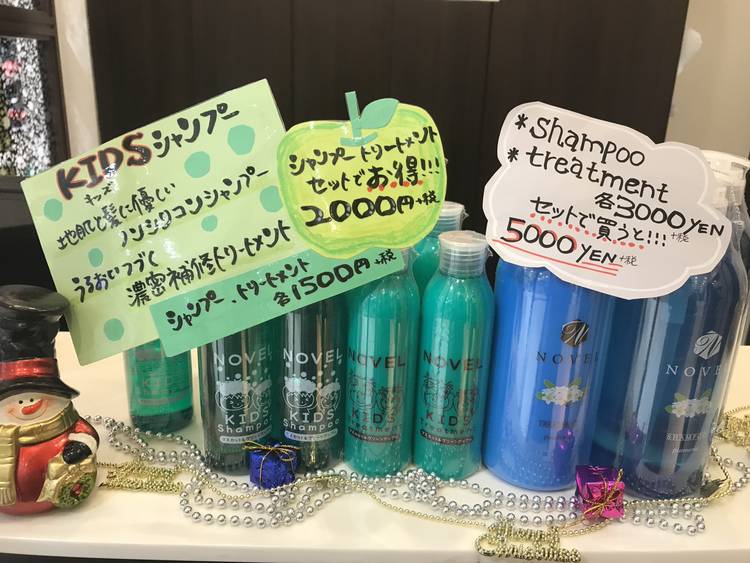 KIDSシャンプー
キッズ
地肌と髪に優しい
ノンシリコンシャンプー
うるおいつづく
濃密補修トリートメント
シャンプー、トリートメント
各1500円+税
シャンプー トリートメント
セットでお得!!!
2000円+税
*Shampoo
*treatment
各3000YEN
+税
セットで買うと!!!
5000YEN
+税
NOVEL
KIDS
Shampoo
NOVEL
KIDS
Shampoo
NOVEL
KIDS
NOVEL
KIDS
Treatment
NOVEL
NOVEL
KIDS